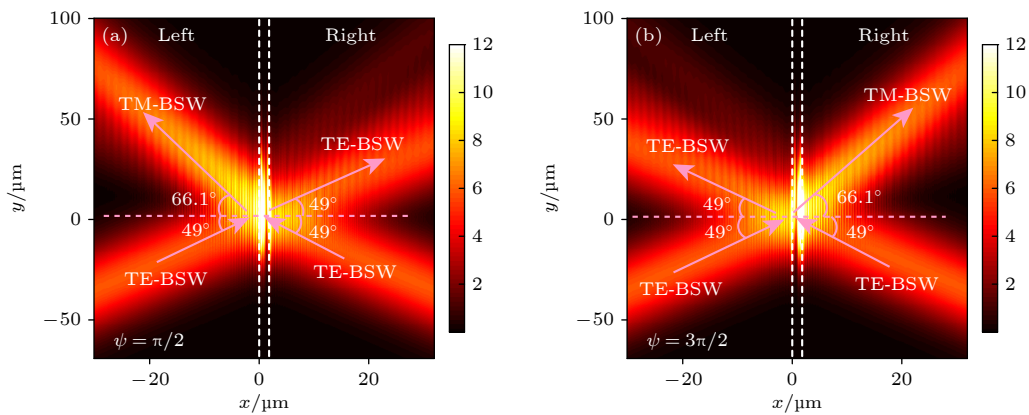 100
50
0
−50
y/µm
(a)
Left
Right
TM-BSW
TE-BSW
66.1°
49°
49°
49°
TE-BSW
TE-BSW
ψ = π/2
−20
0
20
x/µm
12
10
8
6
4
2
100
50
0
−50
y/µm
(b)
Left
Right
TM-BSW
TE-BSW
66.1°
49°
49°
49°
TE-BSW
TE-BSW
ψ = 3π/2
−20
0
20
x/µm
12
10
8
6
4
2